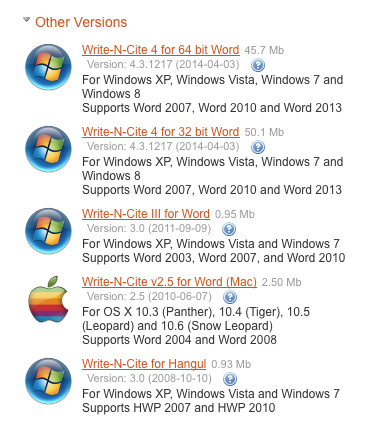 Other Versions
Write-N-Cite 4 for 64 bit Word 45.7 Mb
Version: 4.3.1217 (2014-04-03) ?
For Windows XP, Windows Vista, Windows 7 and
Windows 8
Supports Word 2007, Word 2010 and Word 2013
Write-N-Cite 4 for 32 bit Word 50.1 Mb
Version: 4.3.1217 (2014-04-03) ?
For Windows XP, Windows Vista, Windows 7 and
Windows 8
Supports Word 2007, Word 2010 and Word 2013
Write-N-Cite III for Word 0.95 Mb
Version: 3.0 (2011-09-09) ?
For Windows XP, Windows Vista and Windows 7
Supports Word 2003, Word 2007, and Word 2010
Write-N-Cite v2.5 for Word (Mac) 2.50 Mb
Version: 2.5 (2010-06-07) ?
For OS X 10.3 (Panther), 10.4 (Tiger), 10.5
(Leopard) and 10.6 (Snow Leopard)
Supports Word 2004 and Word 2008
Write-N-Cite for Hangul 0.93 Mb
Version: 3.0 (2008-10-10) ?
For Windows XP, Windows Vista and Windows 7
Supports HWP 2007 and HWP 2010